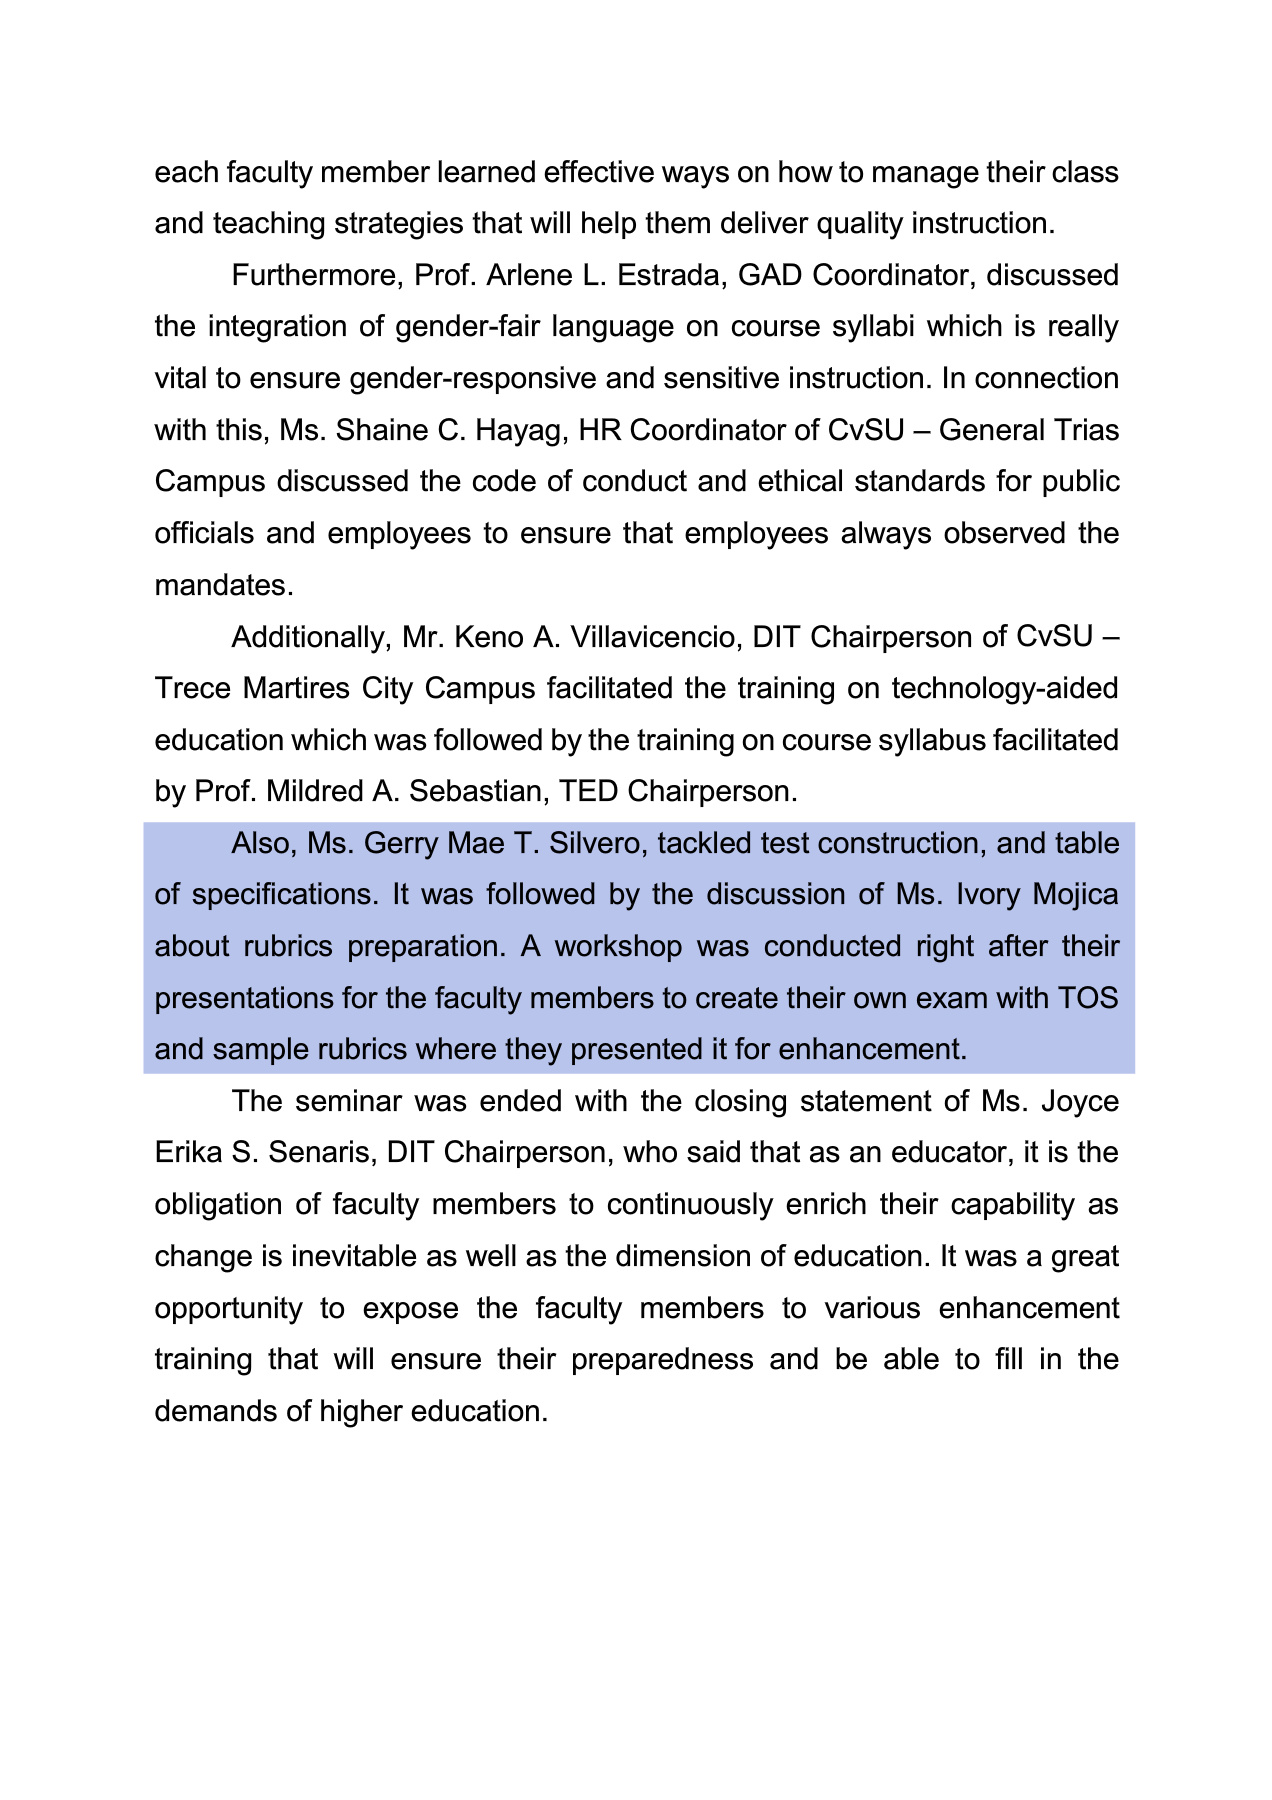 each faculty member learned effective ways on how to manage their class
and teaching strategies that will help them deliver quality instruction.
Furthermore, Prof. Arlene L. Estrada, GAD Coordinator, discussed
the integration of gender-fair language on course syllabi which is really
vital to ensure gender-responsive and sensitive instruction. In connection
with this, Ms. Shaine C. Hayag, HR Coordinator of CvSU – General Trias
Campus discussed the code of conduct and ethical standards for public
officials and employees to ensure that employees always observed the
mandates.
Additionally, Mr. Keno A. Villavicencio, DIT Chairperson of CvSU –
Trece Martires City Campus facilitated the training on technology-aided
education which was followed by the training on course syllabus facilitated
by Prof. Mildred A. Sebastian, TED Chairperson.
Also, Ms. Gerry Mae T. Silvero, tackled test construction, and table
of specifications. It was followed by the discussion of Ms. Ivory Mojica
about rubrics preparation. A workshop was conducted right after their
presentations for the faculty members to create their own exam with TOS
and sample rubrics where they presented it for enhancement.
The seminar was ended with the closing statement of Ms. Joyce
Erika S. Senaris, DIT Chairperson, who said that as an educator, it is the
obligation of faculty members to continuously enrich their capability as
change is inevitable as well as the dimension of education. It was a great
opportunity to expose the faculty members to various enhancement
training that will ensure their preparedness and be able to fill in the
demands of higher education.